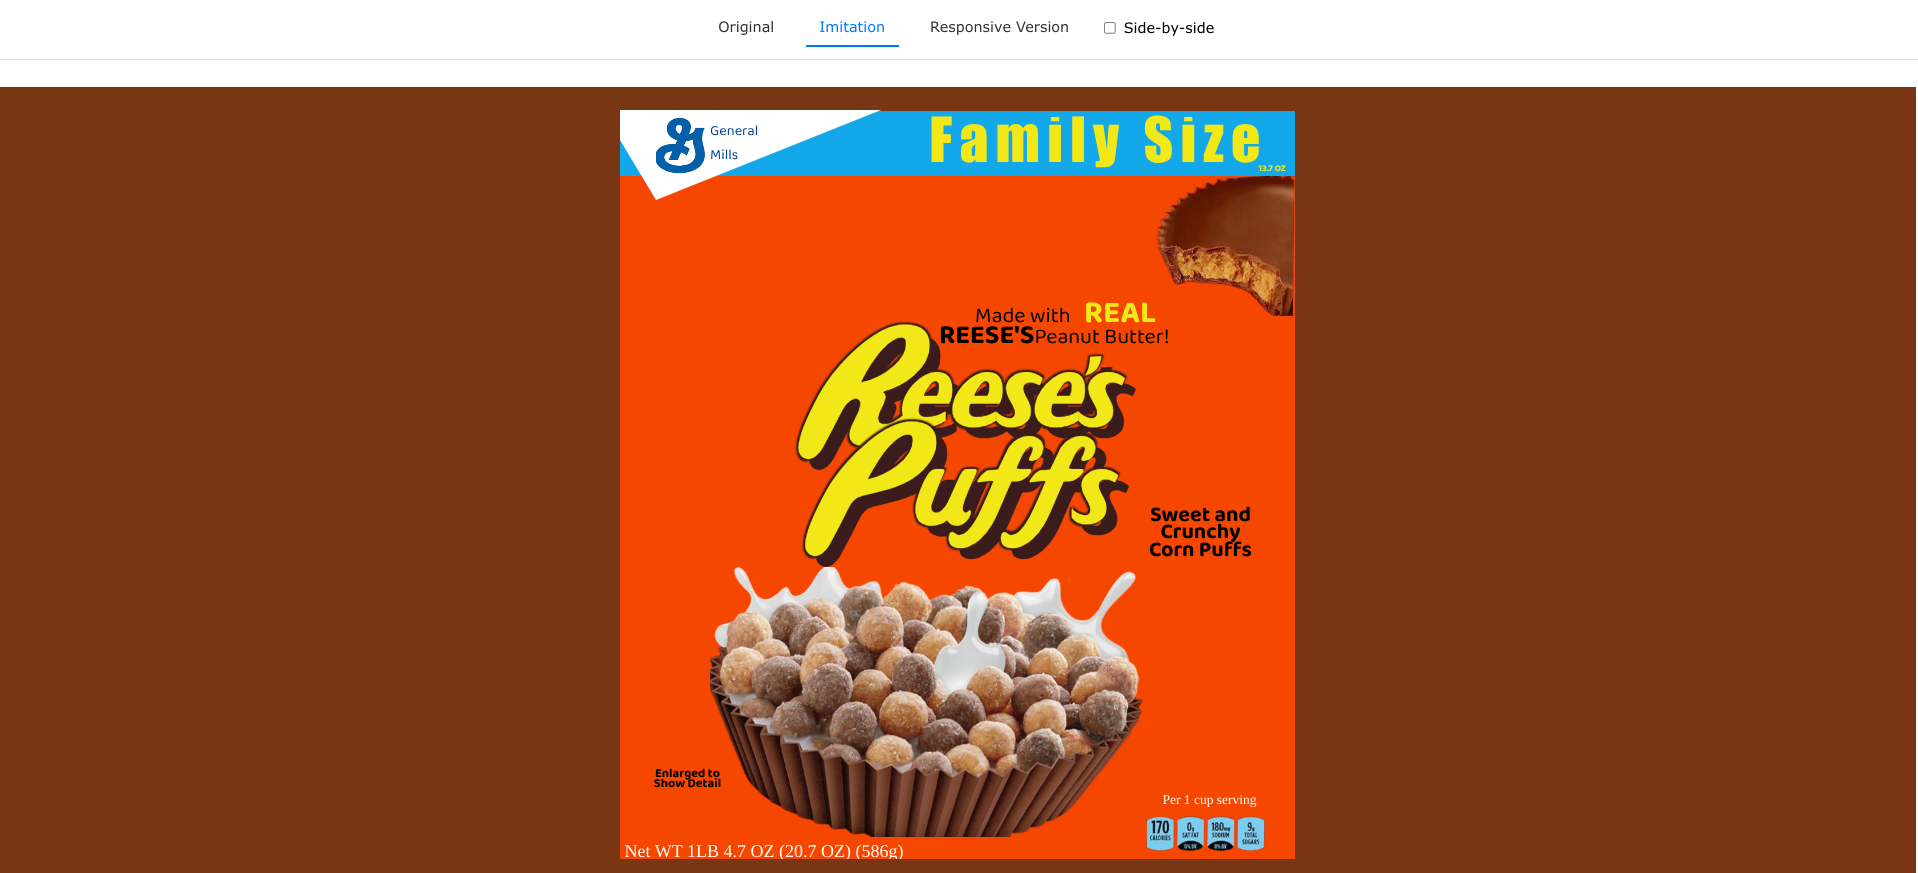 Original Imitation Responsive Version Side-by-side
General
Mills
Family Size
13.7 OZ
Made with REAL
REESE'S Peanut Butter!
Reese's
Puffs
Sweet and
Crunchy
Corn Puffs
Enlarged to
Show Detail
Per 1 cup serving
170 CALORIES
0g SAT FAT 0% DV
180mg SODIUM 8% DV
9g TOTAL SUGARS
Net WT 1LB 4.7 OZ (20.7 OZ) (586g)